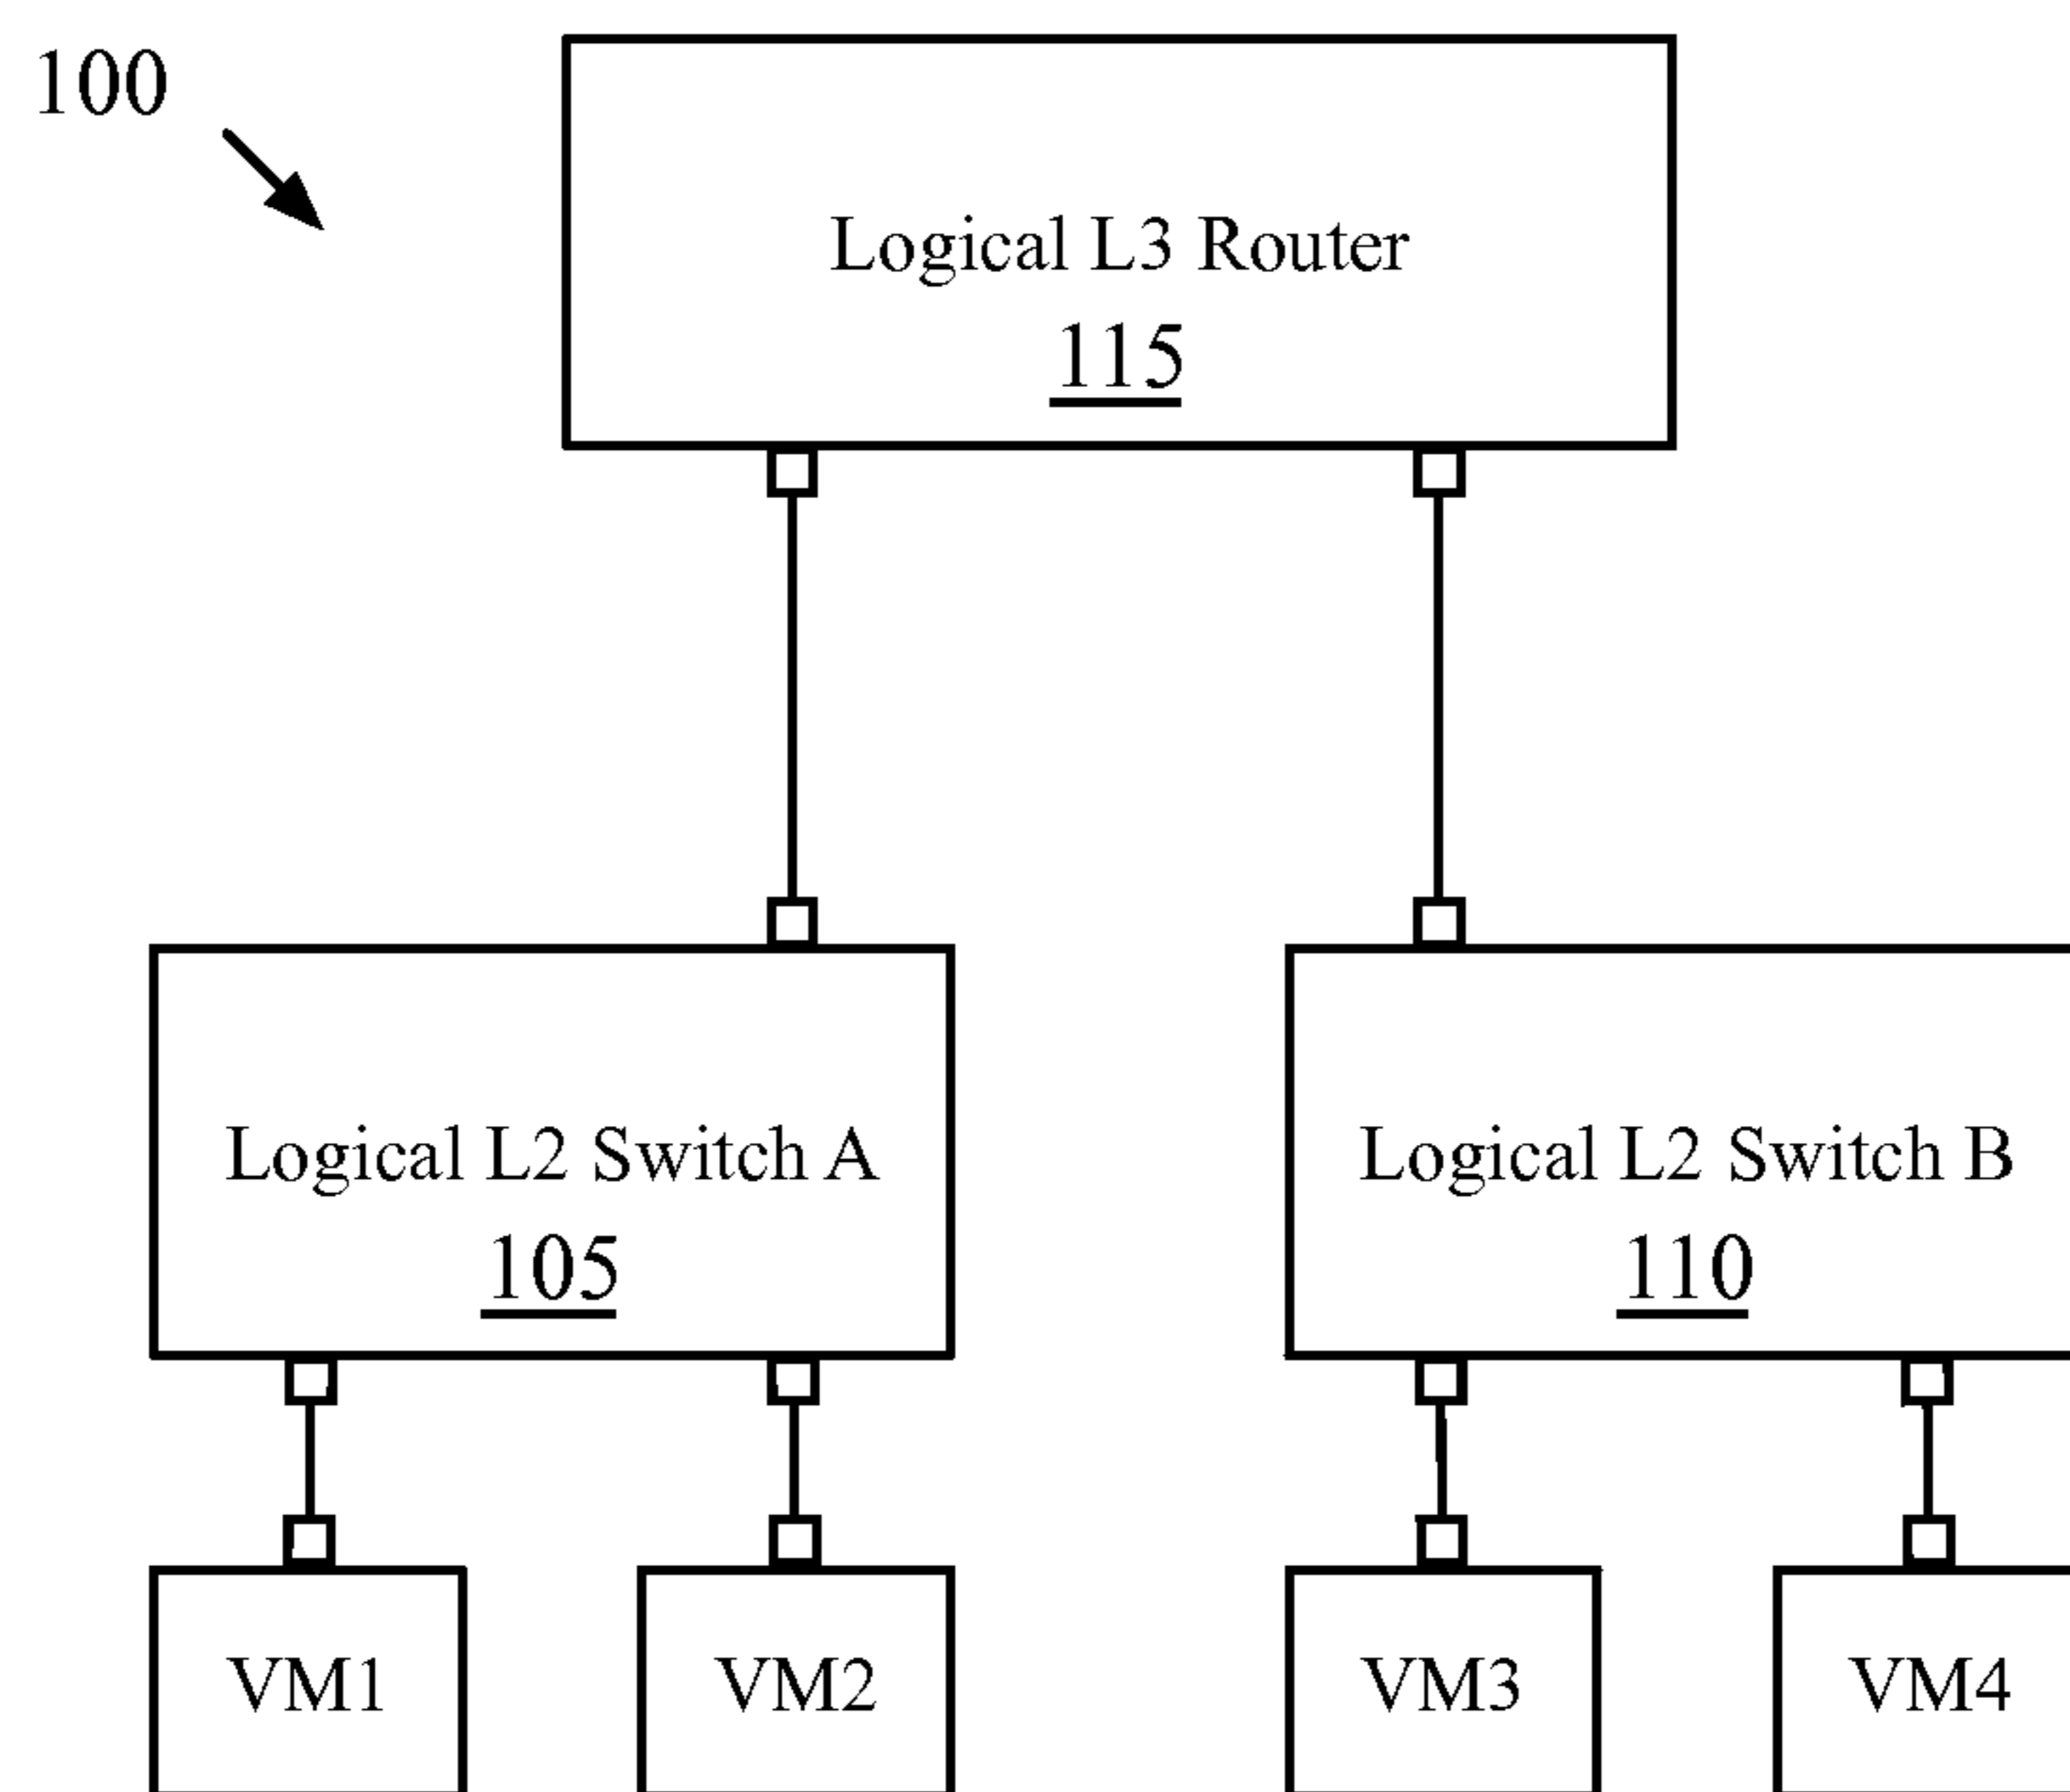 100
Logical L3 Router
115
Logical L2 Switch A
105
Logical L2 Switch B
110
VM1
VM2
VM3
VM4